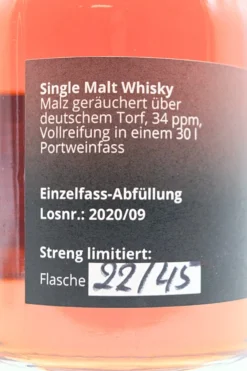 Single Malt Whisky
Malz geräuchert über
deutschem Torf, 34 ppm,
Vollreifung in einem 30 l
Portweinfass
Einzelfass-Abfüllung
Losnr.: 2020/09
Streng limitiert:
Flasche 22/45